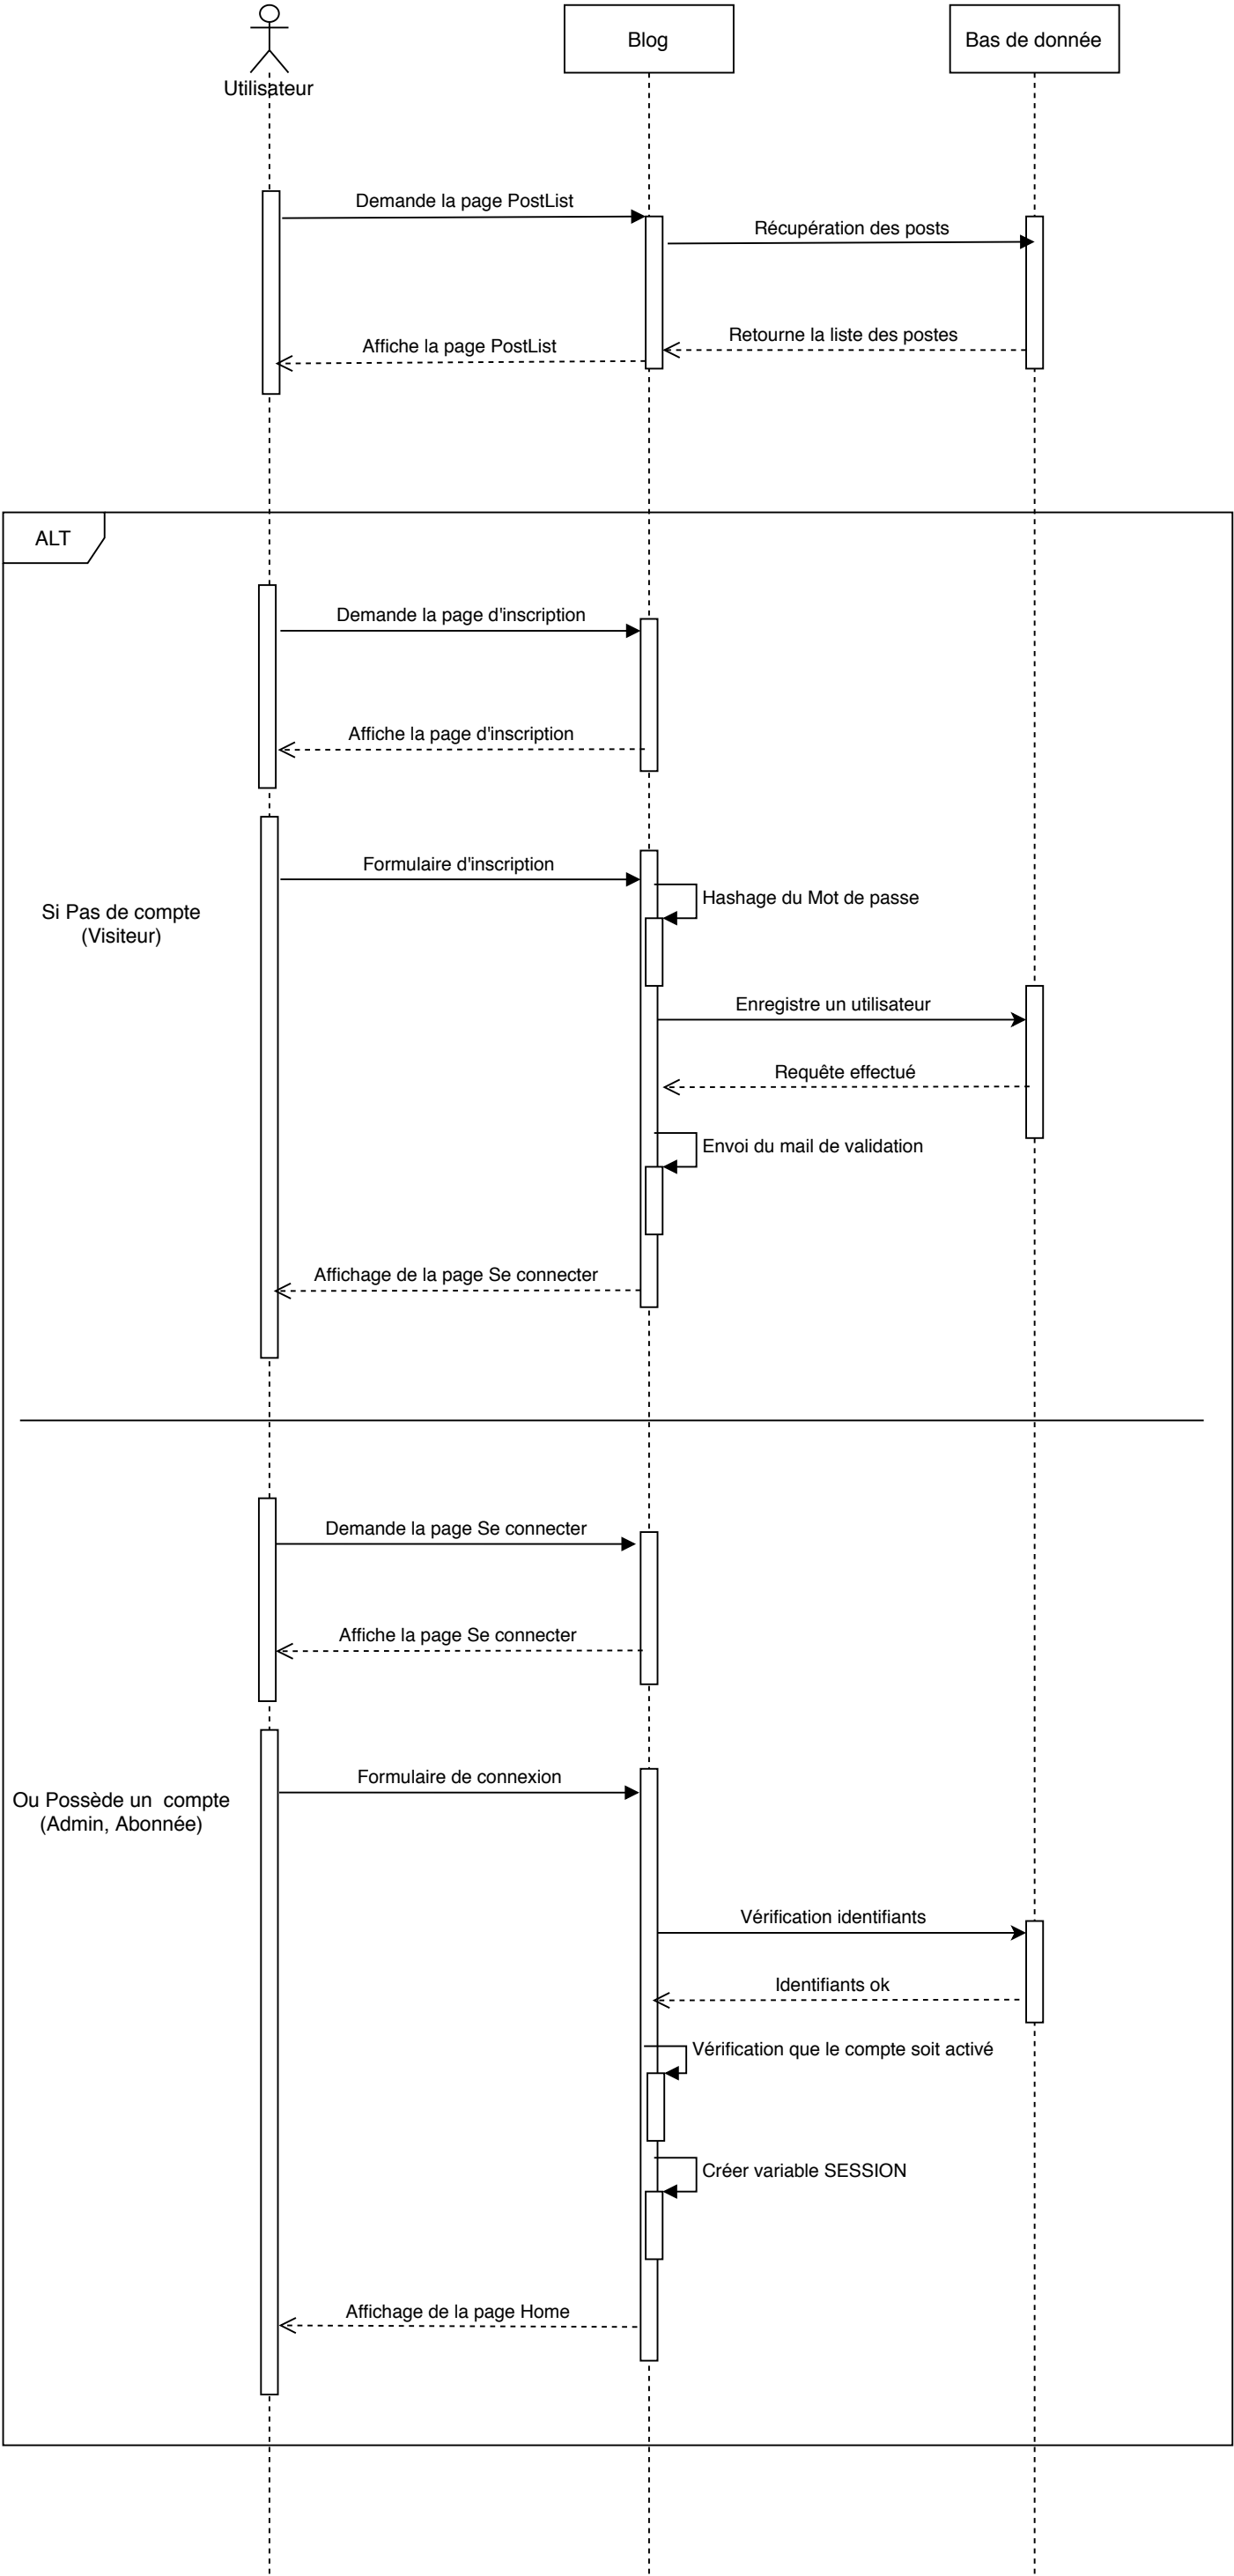 Utilisateur
Blog
Bas de donnée
Demande la page PostList
Récupération des posts
Retourne la liste des postes
Affiche la page PostList
ALT
Demande la page d'inscription
Affiche la page d'inscription
Formulaire d'inscription
Hashage du Mot de passe
Si Pas de compte
(Visiteur)
Enregistre un utilisateur
Requête effectué
Envoi du mail de validation
Affichage de la page Se connecter
Demande la page Se connecter
Affiche la page Se connecter
Formulaire de connexion
Ou Possède un  compte
(Admin, Abonnée)
Vérification identifiants
Identifiants ok
Vérification que le compte soit activé
Créer variable SESSION
Affichage de la page Home